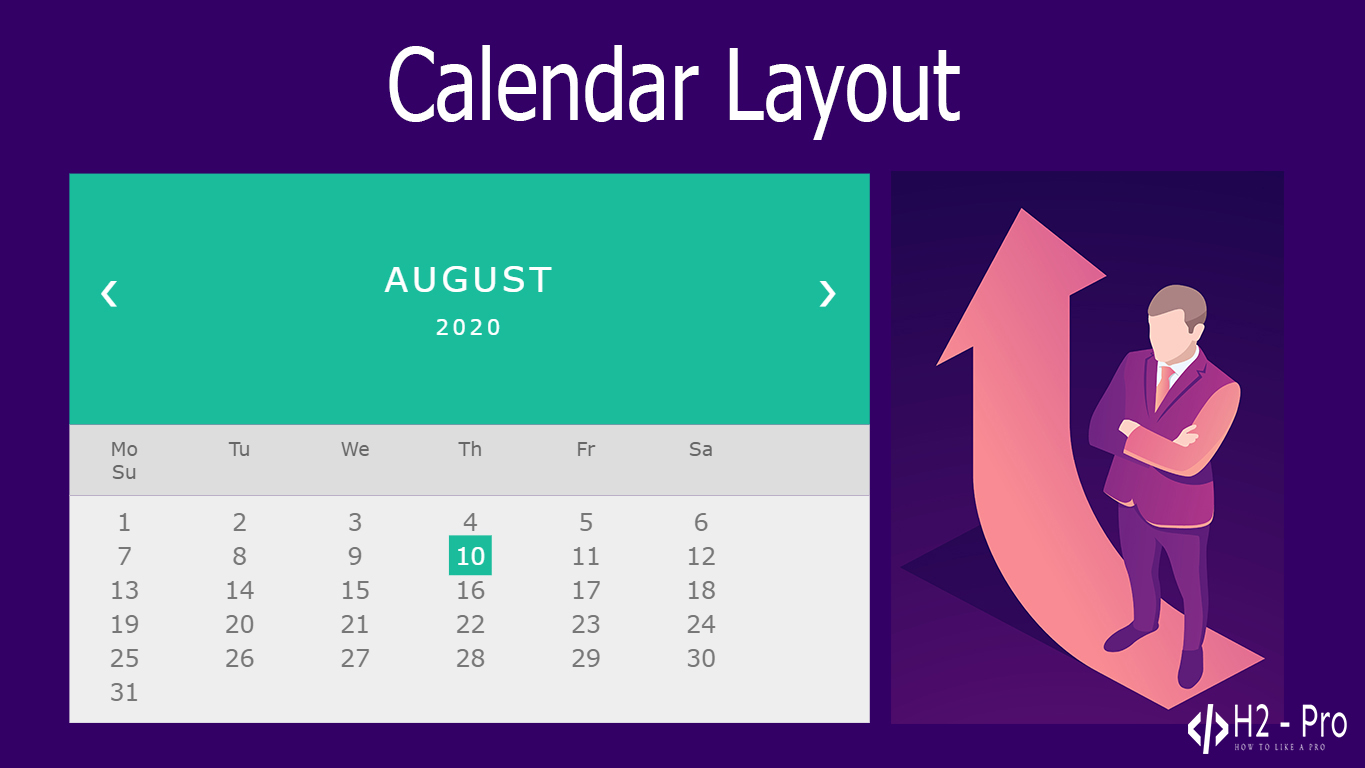 Calendar Layout
❮ AUGUST ❯
2020
Mo Tu We Th Fr Sa
Su
1 2 3 4 5 6
7 8 9 10 11 12
13 14 15 16 17 18
19 20 21 22 23 24
25 26 27 28 29 30
31
H2 - Pro
HOW TO LIKE A PRO